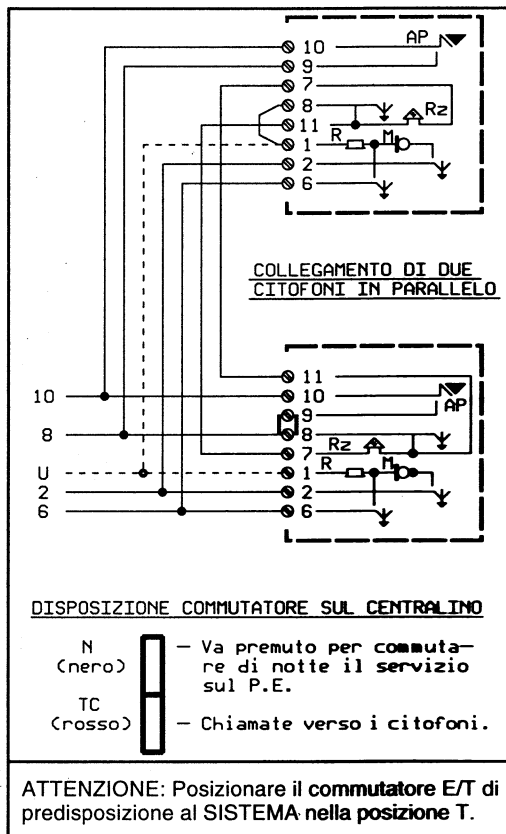 10 AP
9
7
8 Rz
11
1 R M
2
6
COLLEGAMENTO DI DUE
CITOFONI IN PARALLELO
11
10 10
9 AP
8 8
7 Rz
U 1 R M
2 2
6 6
DISPOSIZIONE COMMUTATORE SUL CENTRALINO
N
(nero)
– Va premuto per commuta–
re di notte il servizio
sul P.E.
TC
(rosso)
– Chiamate verso i citofoni.
ATTENZIONE: Posizionare il commutatore E/T di
predisposizione al SISTEMA nella posizione T.